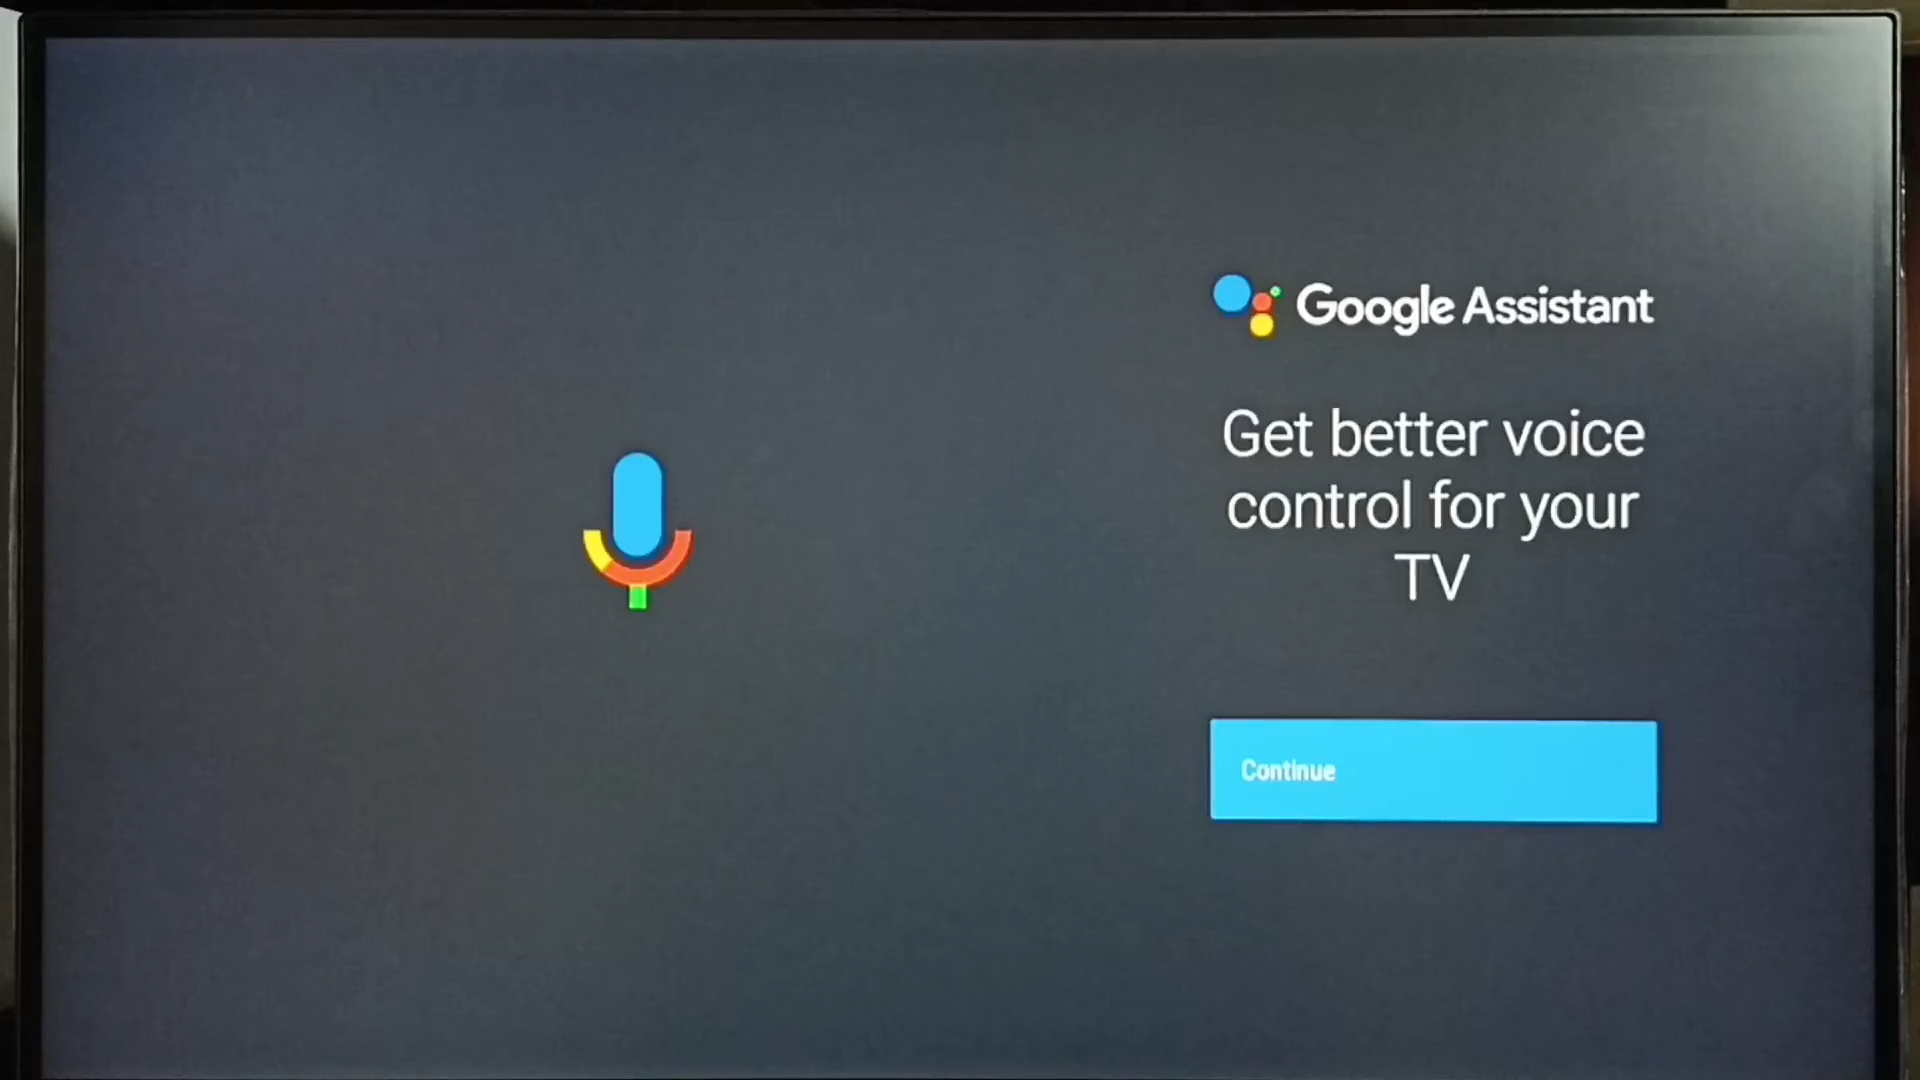 Google Assistant
Get better voice
control for your
TV
Continue